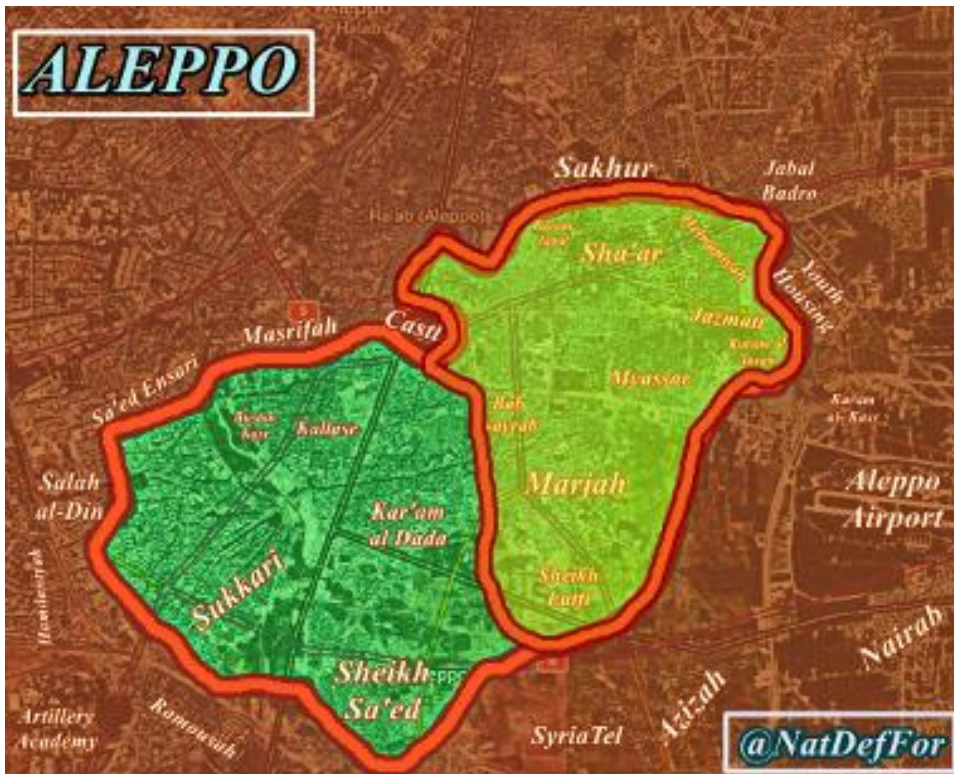 ALEPPO
Sakhur
Jabal
Badro
Halab (Aleppo)
Sha'ar
Youth
Housing
Jazmati
Castl
Masrifah
Myassar
Sa'ed Ensari
Kallase
Marjah
Salah
al-Din
Aleppo
Airport
Kar'am
al Dada
Sheikh
Lutfi
Sukkari
Nairab
Sheikh
Sa'ed
Azizah
Artillery
Academy
Ramousah
SyriaTel
@NatDefFor